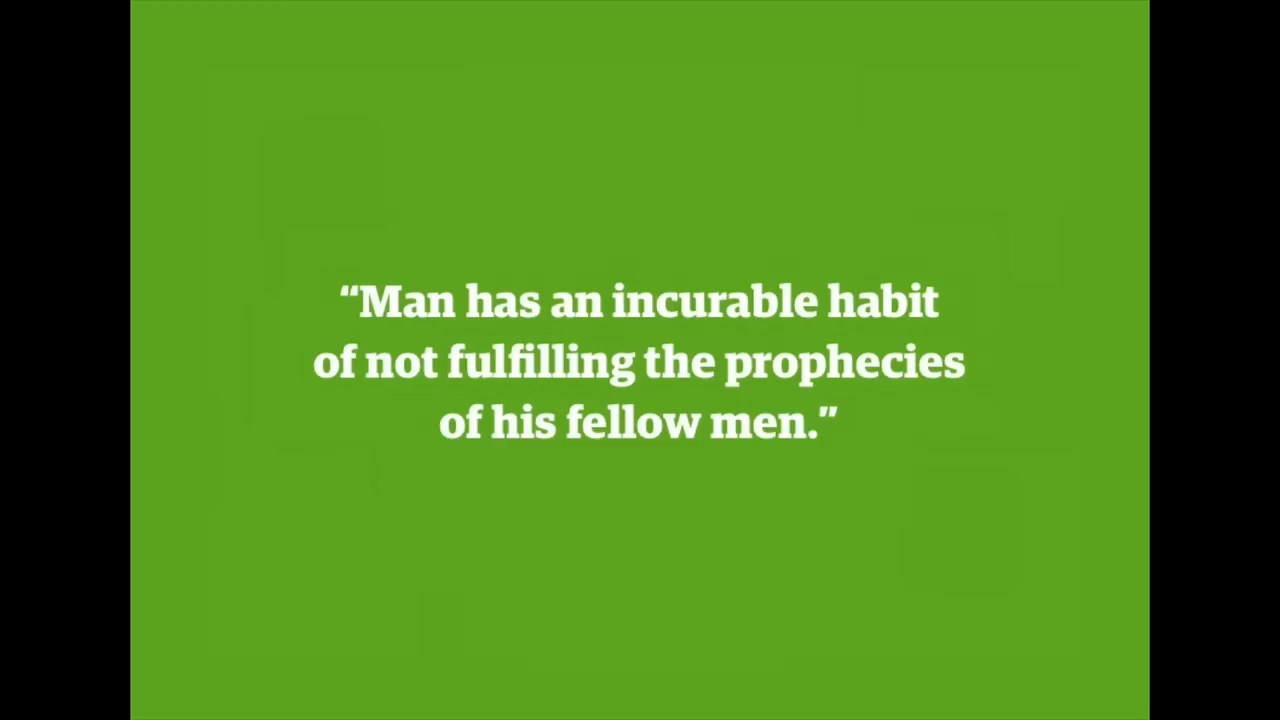 “Man has an incurable habit
of not fulfilling the prophecies
of his fellow men.”